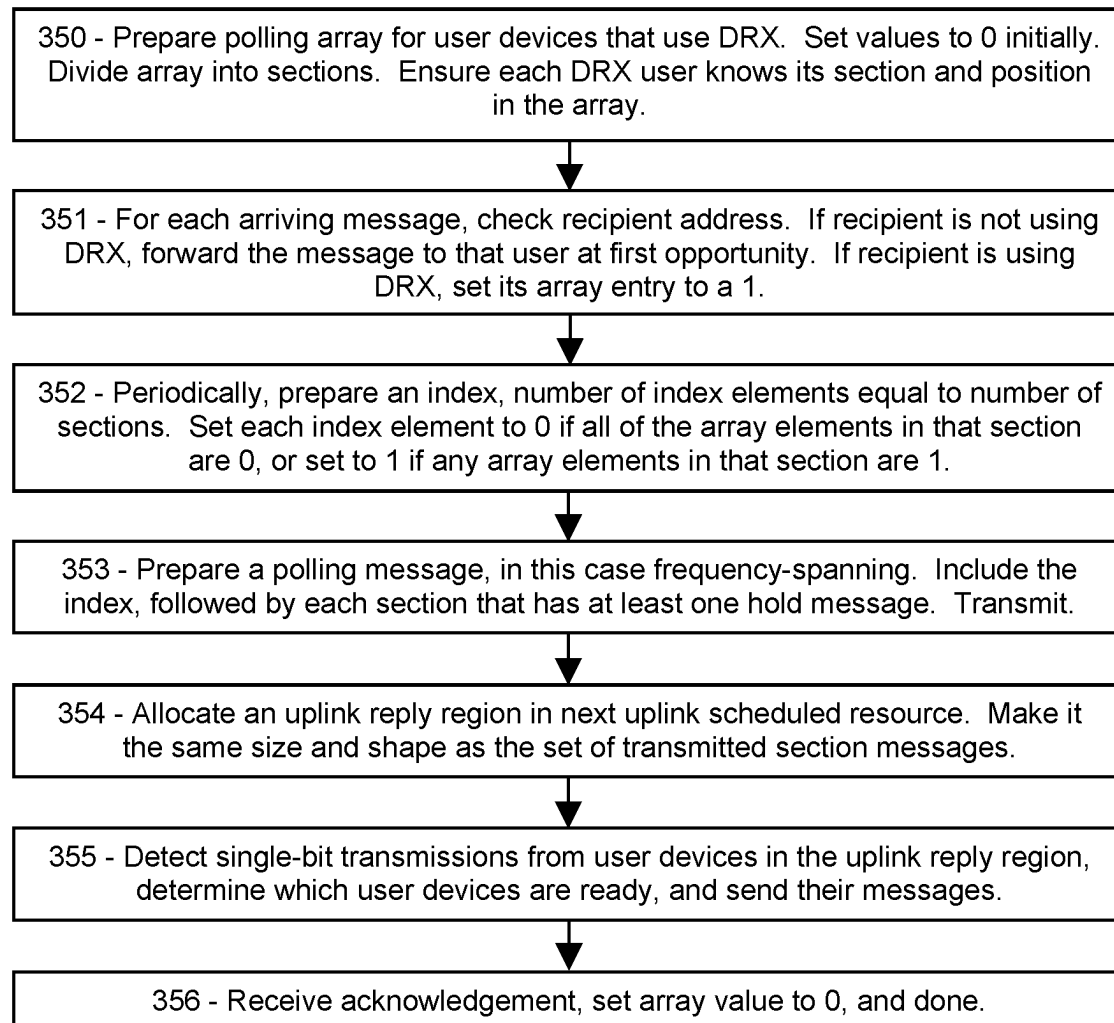 350 - Prepare polling array for user devices that use DRX.  Set values to 0 initially.
Divide array into sections.  Ensure each DRX user knows its section and position
in the array.
351 - For each arriving message, check recipient address.  If recipient is not using
DRX, forward the message to that user at first opportunity.  If recipient is using
DRX, set its array entry to a 1.
352 - Periodically, prepare an index, number of index elements equal to number of
sections.  Set each index element to 0 if all of the array elements in that section
are 0, or set to 1 if any array elements in that section are 1.
353 - Prepare a polling message, in this case frequency-spanning.  Include the
index, followed by each section that has at least one hold message.  Transmit.
354 - Allocate an uplink reply region in next uplink scheduled resource.  Make it
the same size and shape as the set of transmitted section messages.
355 - Detect single-bit transmissions from user devices in the uplink reply region,
determine which user devices are ready, and send their messages.
356 - Receive acknowledgement, set array value to 0, and done.